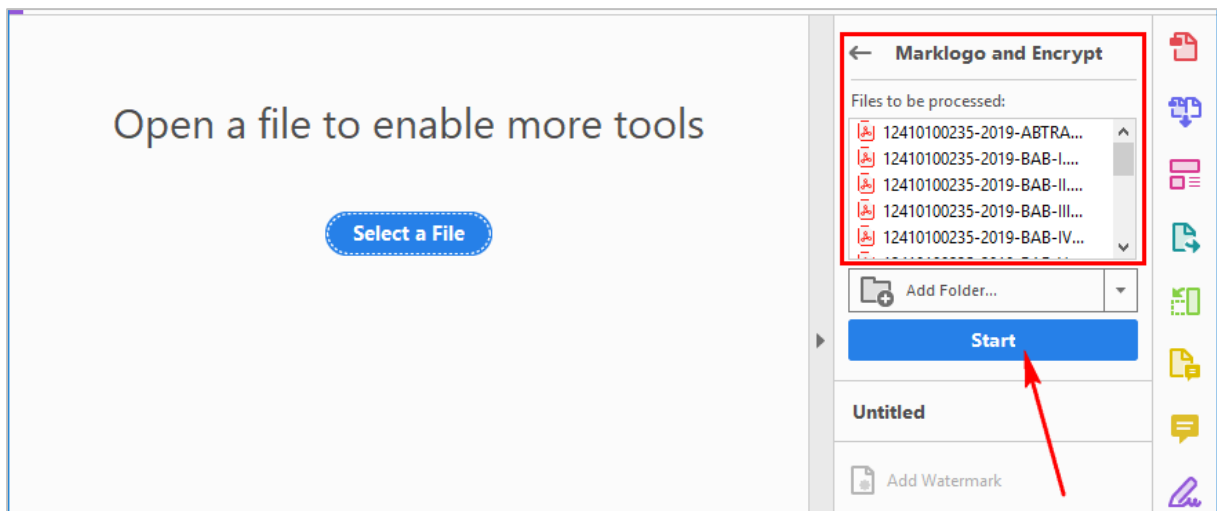 Open a file to enable more tools
Select a File
Marklogo and Encrypt
Files to be processed:
12410100235-2019-ABTRA...
12410100235-2019-BAB-I....
12410100235-2019-BAB-II....
12410100235-2019-BAB-III...
12410100235-2019-BAB-IV...
Add Folder...
Start
Untitled
Add Watermark